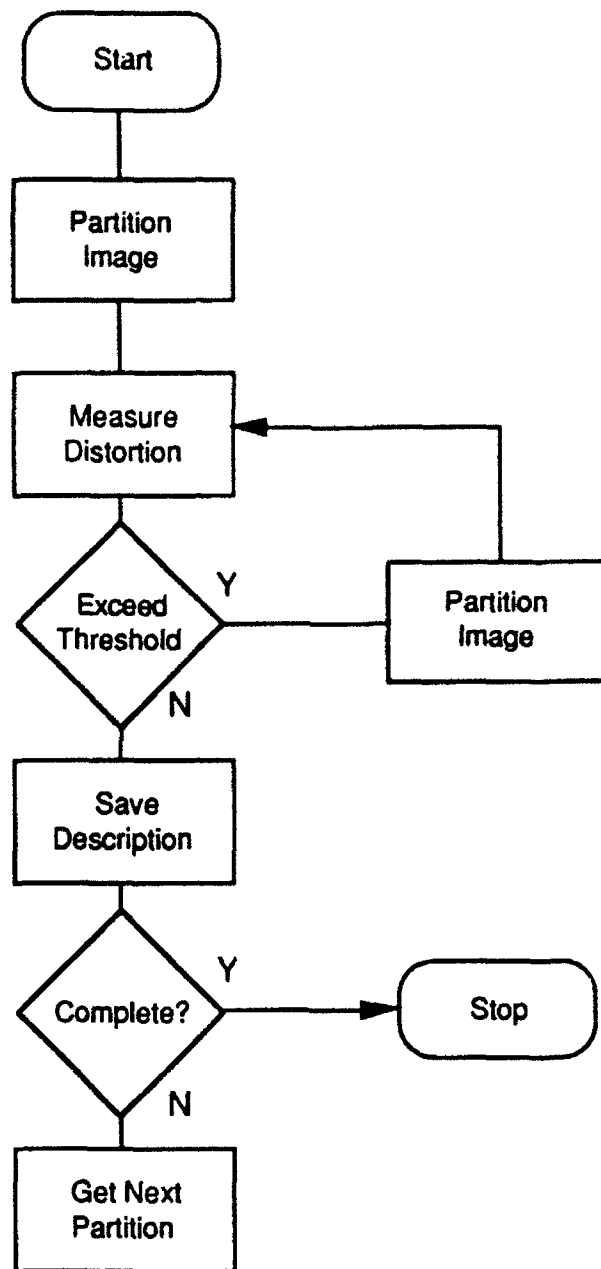 Start
Partition
Image
Measure
Distortion
Y
Exceed
Threshold
Partition
Image
N
Save
Description
Y
Complete?
Stop
N
Get Next
Partition